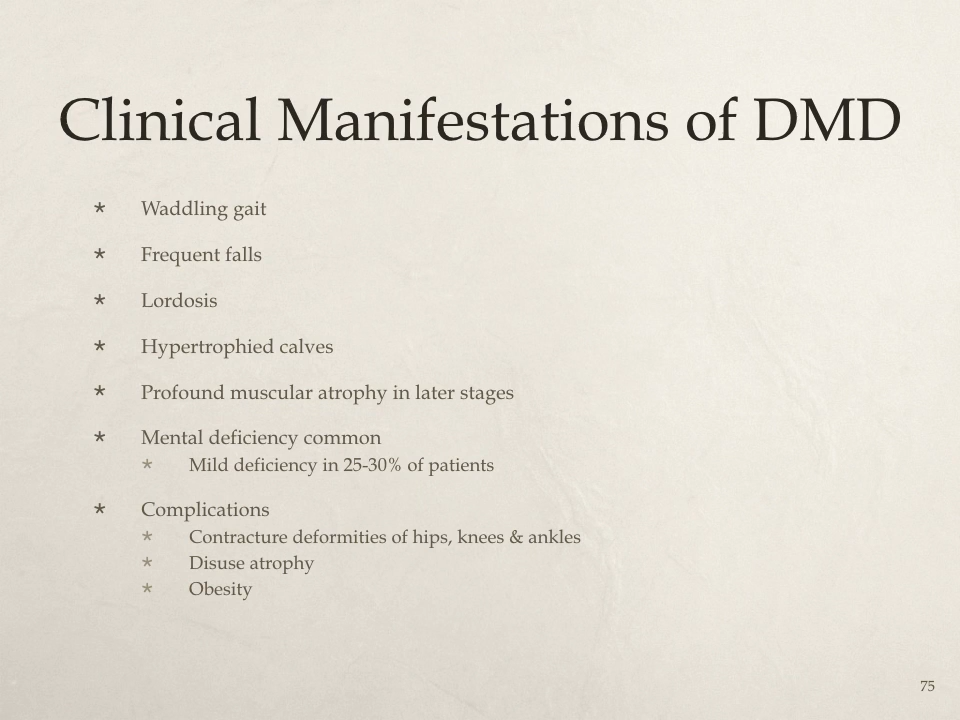 Clinical Manifestations of DMD
* Waddling gait
* Frequent falls
* Lordosis
* Hypertrophied calves
* Profound muscular atrophy in later stages
* Mental deficiency common
* Mild deficiency in 25-30% of patients
* Complications
* Contracture deformities of hips, knees & ankles
* Disuse atrophy
* Obesity
75